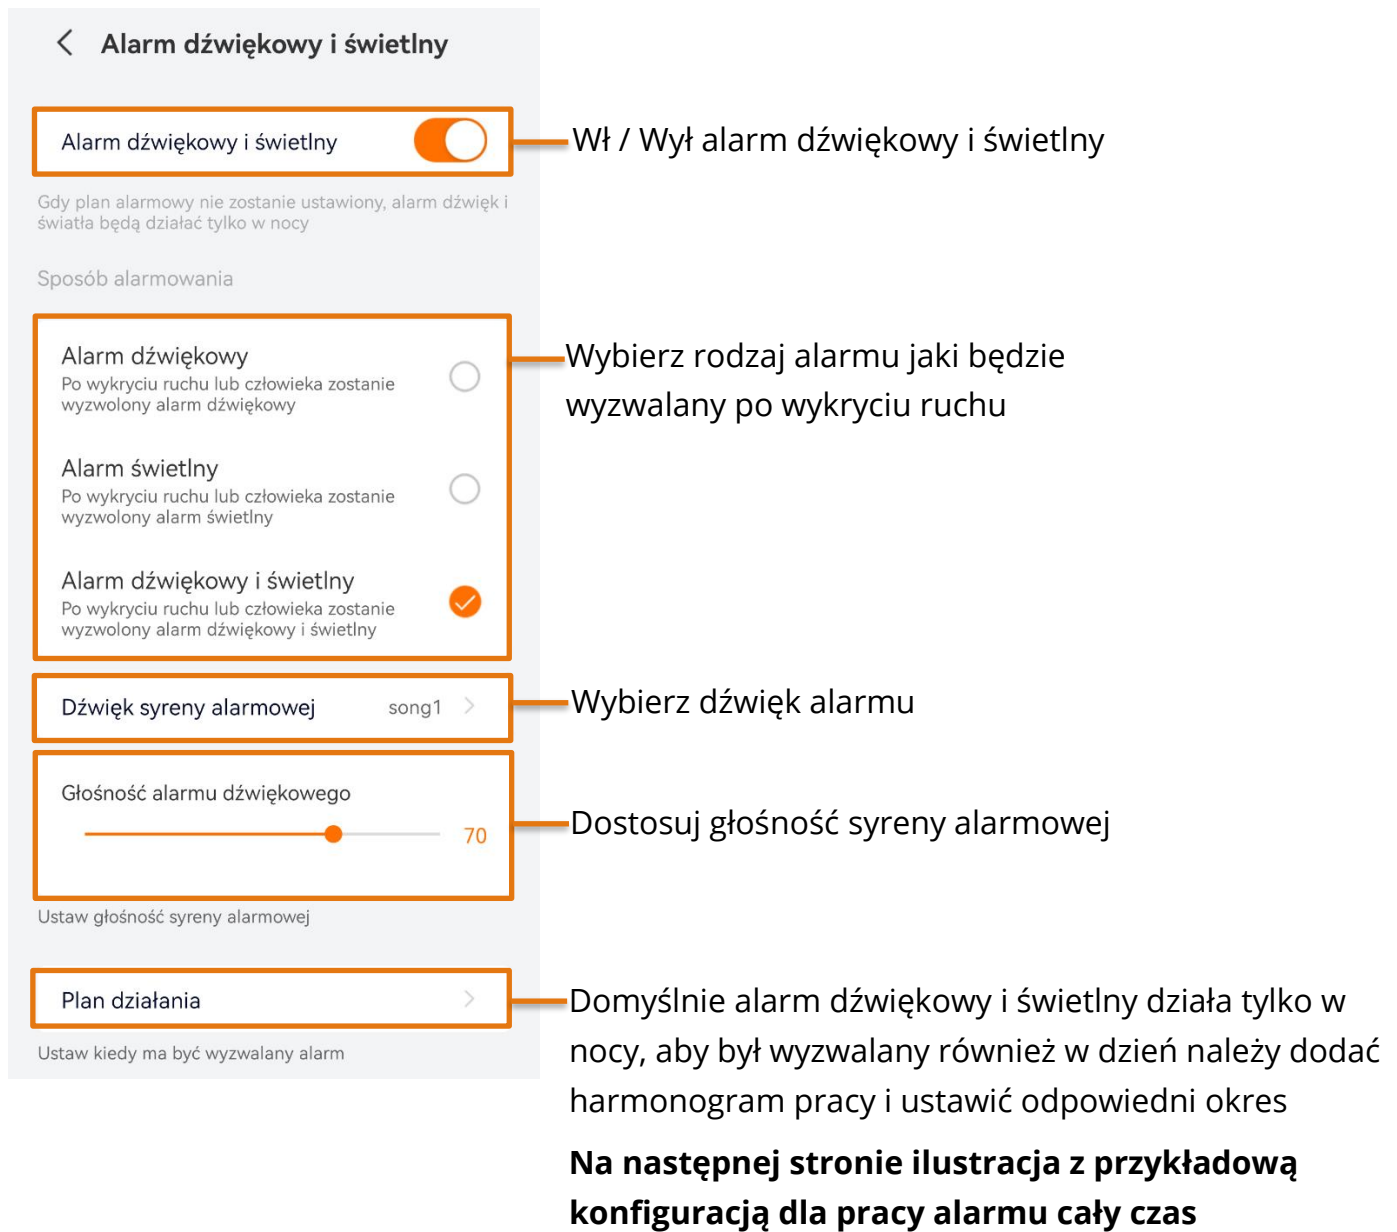 Alarm dźwiękowy i świetlny
Alarm dźwiękowy i świetlny
Wł / Wył alarm dźwiękowy i świetlny
Gdy plan alarmowy nie zostanie ustawiony, alarm dźwięk i
światła będą działać tylko w nocy
Sposób alarmowania
Alarm dźwiękowy
Po wykryciu ruchu lub człowieka zostanie
wyzwolony alarm dźwiękowy
Wybierz rodzaj alarmu jaki będzie
wyzwalany po wykryciu ruchu
Alarm świetlny
Po wykryciu ruchu lub człowieka zostanie
wyzwolony alarm świetlny
Alarm dźwiękowy i świetlny
Po wykryciu ruchu lub człowieka zostanie
wyzwolony alarm dźwiękowy i świetlny
Dźwięk syreny alarmowej song1
Wybierz dźwięk alarmu
Głośność alarmu dźwiękowego
70
Dostosuj głośność syreny alarmowej
Ustaw głośność syreny alarmowej
Plan działania
Ustaw kiedy ma być wyzwalany alarm
Domyślnie alarm dźwiękowy i świetlny działa tylko w
nocy, aby był wyzwalany również w dzień należy dodać
harmonogram pracy i ustawić odpowiedni okres
Na następnej stronie ilustracja z przykładową
konfiguracją dla pracy alarmu cały czas